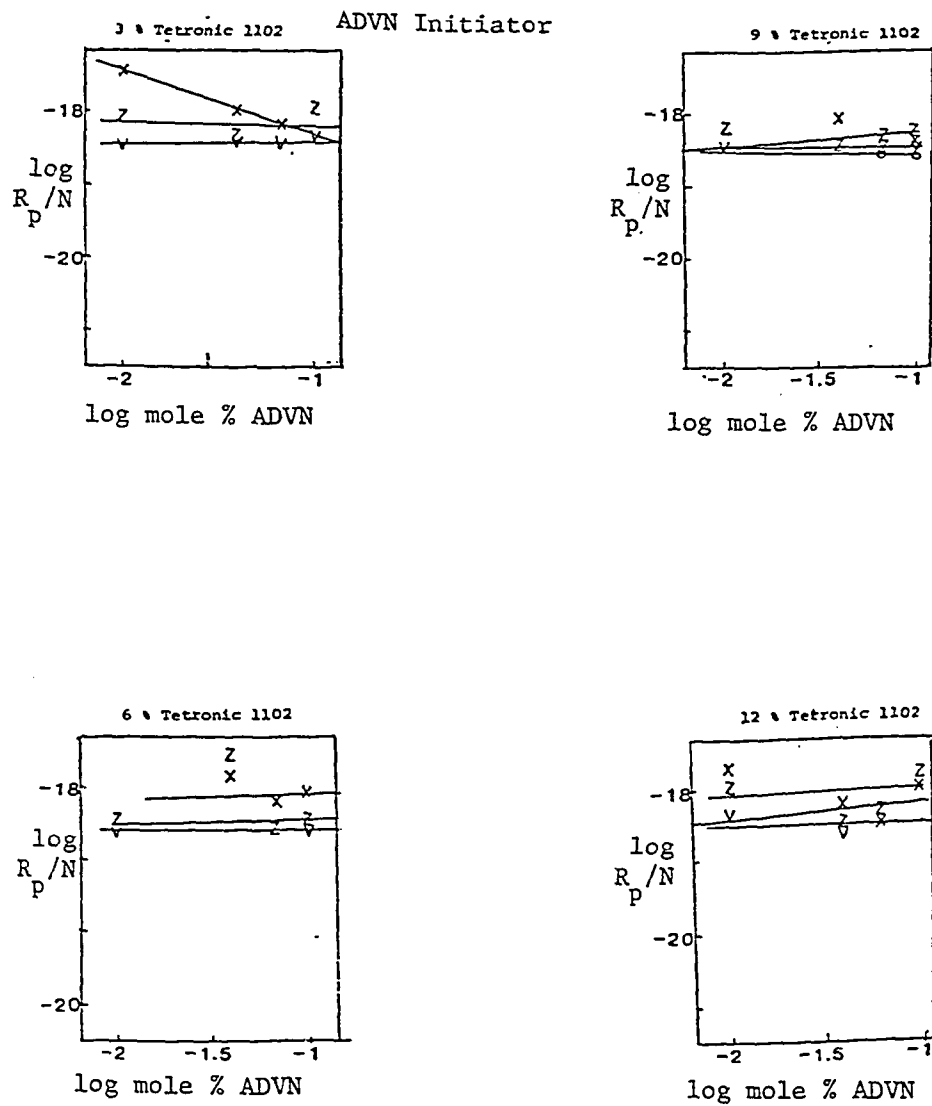 ADVN Initiator
3 % Tetronic 1102
-18
log
R_p/N
-20
-2
-1
log mole % ADVN
9 % Tetronic 1102
-18
log
R_p/N
-20
-2
-1.5
-1
log mole % ADVN
6 % Tetronic 1102
-18
log
R_p/N
-20
-2
-1.5
-1
log mole % ADVN
12 % Tetronic 1102
-18
log
R_p/N
-20
-2
-1.5
-1
log mole % ADVN